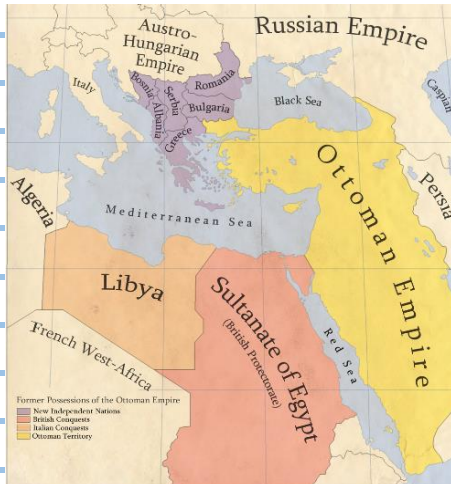 Austro-
Hungarian
Empire
Russian Empire
Italy
Bosnia
Serbia
Romania
Bulgaria
Albania
Greece
Black Sea
Caspian
Algeria
Mediterranean Sea
Ottoman Empire
Persia
Libya
Sultanate of Egypt
(British Protectorate)
Red Sea
French West-Africa
Former Possessions of the Ottoman Empire
New Independent Nations
British Conquests
Italian Conquests
Ottoman Territory